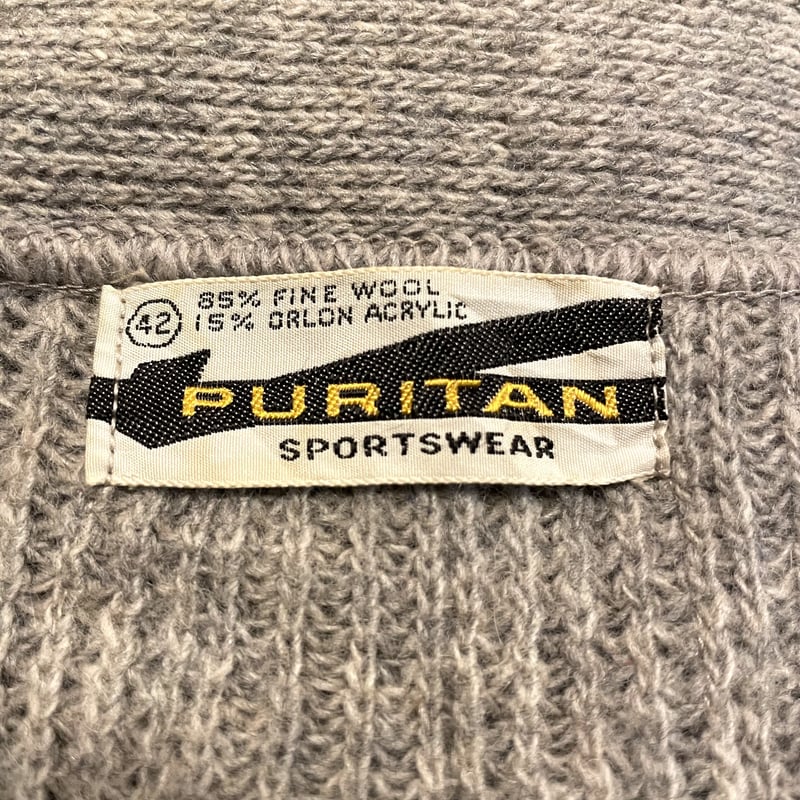 85% FINE WOOL
42 15% ORLON ACRYLIC
PURITAN
SPORTSWEAR